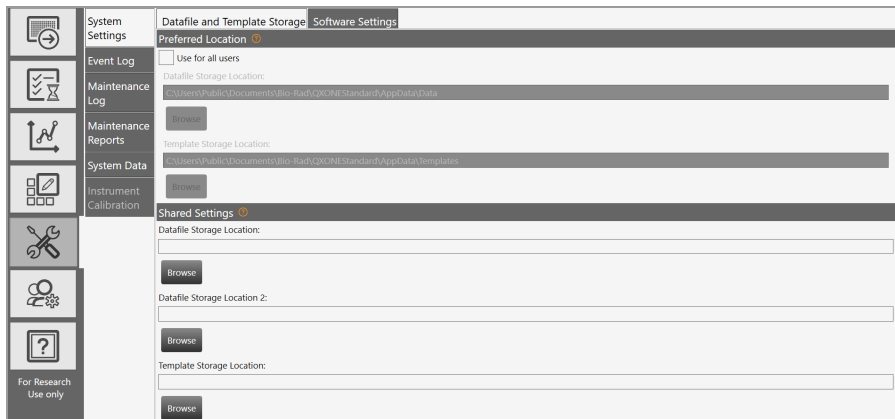 System
Settings
Event Log
Maintenance
Log
Maintenance
Reports
System Data
Instrument
Calibration
For Research
Use only
Datafile and Template Storage
Software Settings
Preferred Location ?
Use for all users
Datafile Storage Location:
C:\Users\Public\Documents\Bio-Rad\QXONEStandard\AppData\Data
Browse
Template Storage Location:
C:\Users\Public\Documents\Bio-Rad\QXONEStandard\AppData\Templates
Browse
Shared Settings ?
Datafile Storage Location:
Browse
Datafile Storage Location 2:
Browse
Template Storage Location:
Browse